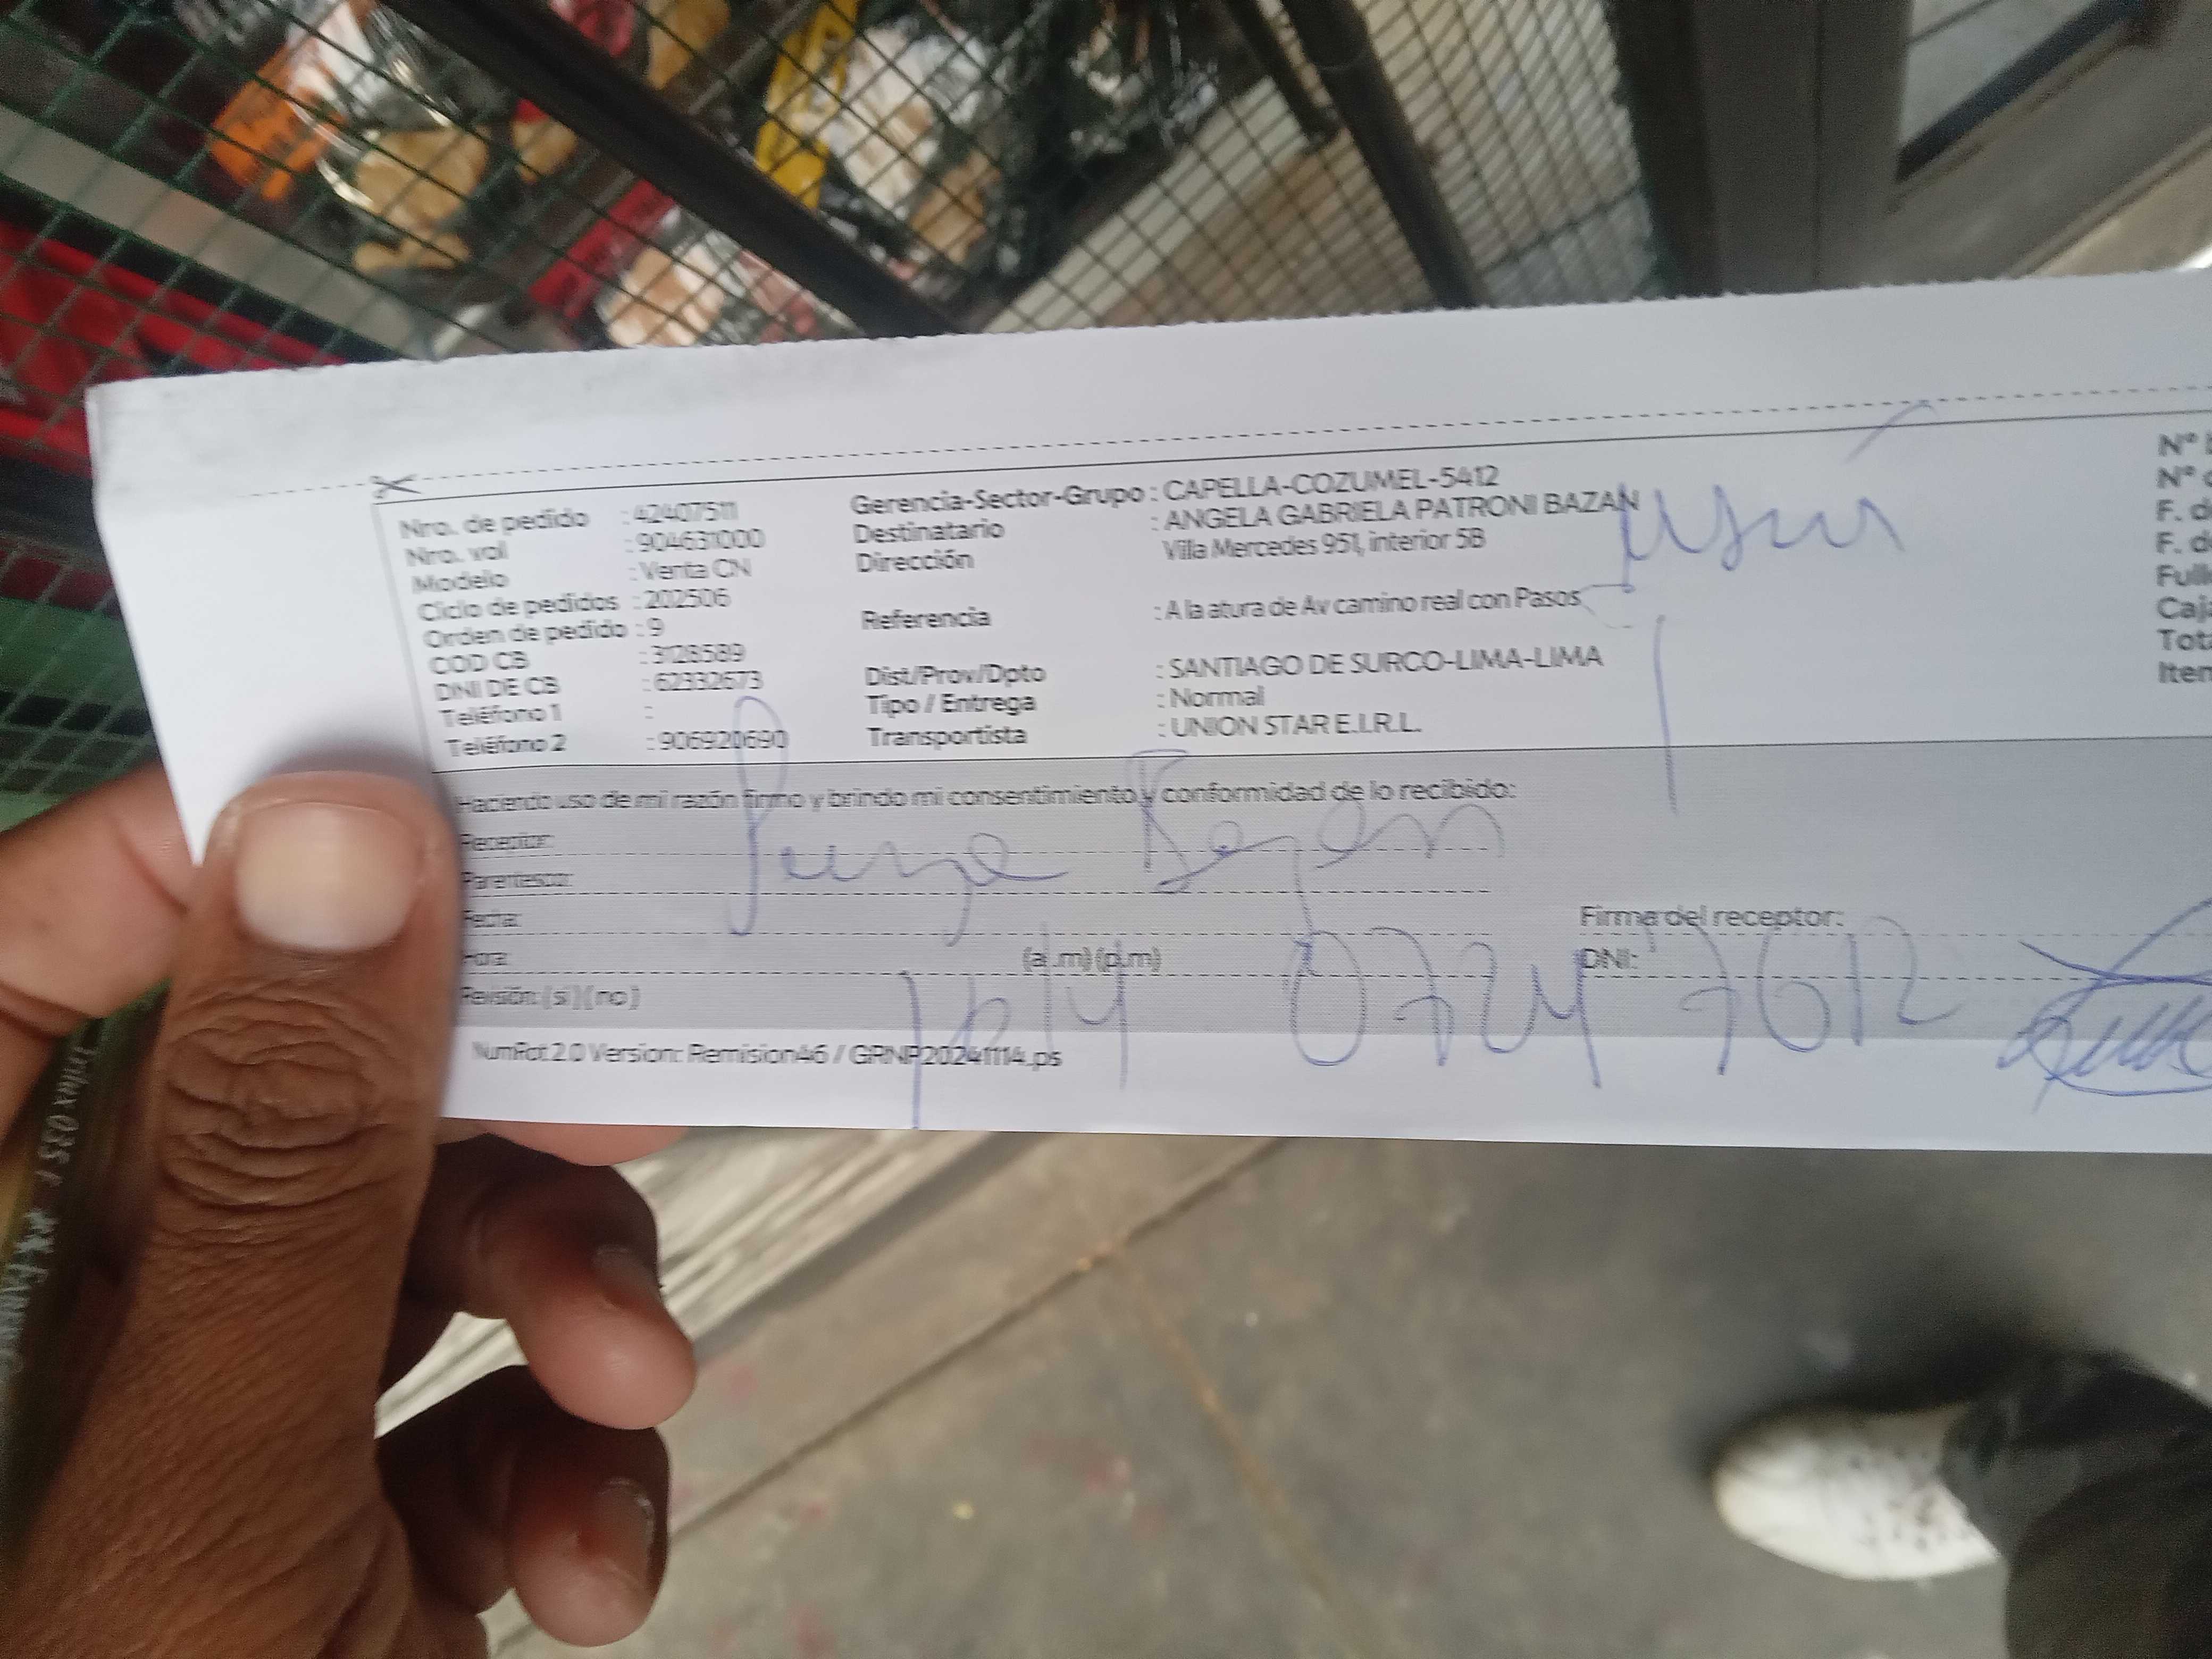 Nro. de pedido : 42407511
Nro. val : 904631000
Modelo : Venta CN
Ciclo de pedidos : 202506
Orden de pedido : 9
COD CB : 3128589
DNI DE CB : 62332673
Teléfono 1 :
Teléfono 2 : 906920690
Gerencia-Sector-Grupo : CAPELLA-COZUMEL-5412
Destinatario : ANGELA GABRIELA PATRONI BAZAN
Dirección Villa Mercedes 951, interior 5B
Referencia : A la atura de Av camino real con Pasos
Dist/Prov/Dpto : SANTIAGO DE SURCO-LIMA-LIMA
Tipo / Entrega : Normal
Transportista : UNION STAR E.I.R.L.
N°
N°
F. d
F. d
Full
Caj
Tot
Iten
Haciendo uso de mi razón firmo y brindo mi consentimiento y conformidad de lo recibido:
Receptor:
Parentesco:
Fecha:
Hora: (a.m) (p.m)
Revisión: (si) (no)
Firma del receptor:
DNI:
07247612
NumRot 2.0 Version: Remision46 / GRNP20241114.ps